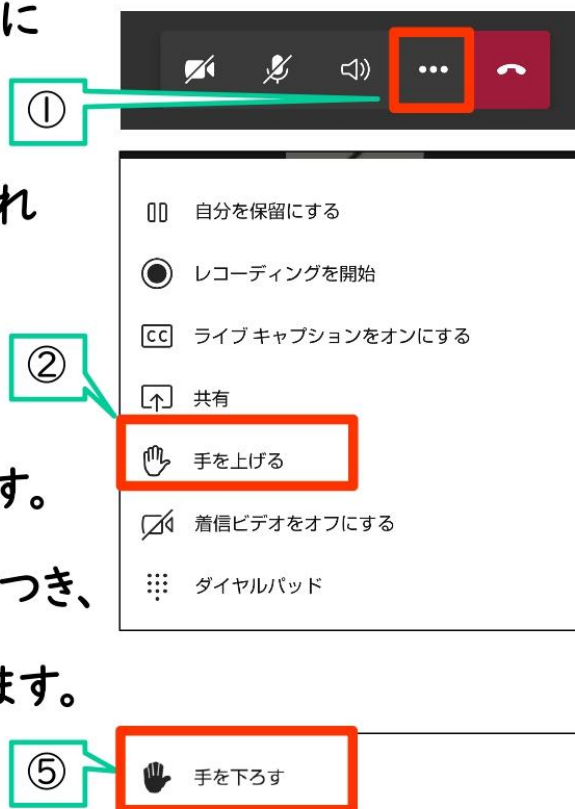 に
①
れ
自分を保留にする
レコーディングを開始
CC ライブ キャプションをオンにする
②
共有
手を上げる
す。
着信ビデオをオフにする
つき、
ダイヤルパッド
ます。
⑤
手を下ろす